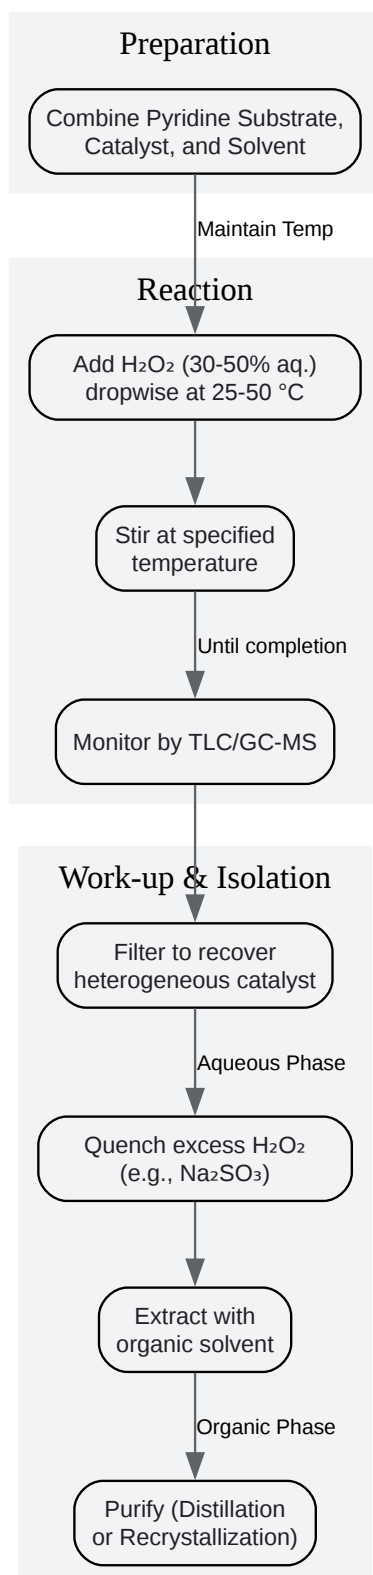 Preparation
Combine Pyridine Substrate,
Catalyst, and Solvent
Maintain Temp
Reaction
Add H₂O₂ (30-50% aq.)
dropwise at 25-50 °C
Stir at specified
temperature
Until completion
Monitor by TLC/GC-MS
Work-up & Isolation
Filter to recover
heterogeneous catalyst
Aqueous Phase
Quench excess H₂O₂
(e.g., Na₂SO₃)
Extract with
organic solvent
Organic Phase
Purify (Distillation
or Recrystallization)